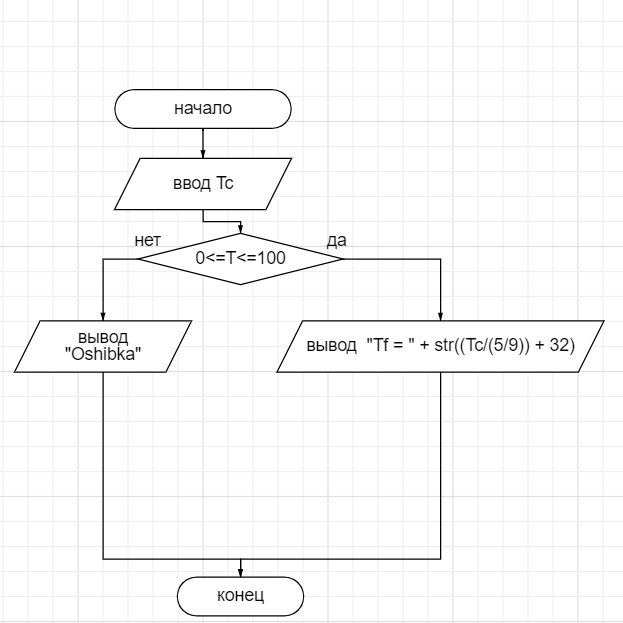 начало
ввод Tc
нет
да
0<=T<=100
вывод
"Oshibka"
вывод "Tf = " + str((Tc/(5/9)) + 32)
конец